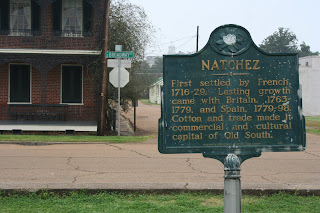 NATCHEZ
First settled by French,
1716-29. Lasting growth
came with Britain, 1763-
1779, and Spain, 1779-98.
Cotton and trade made it
commercial and cultural
capital of Old South.